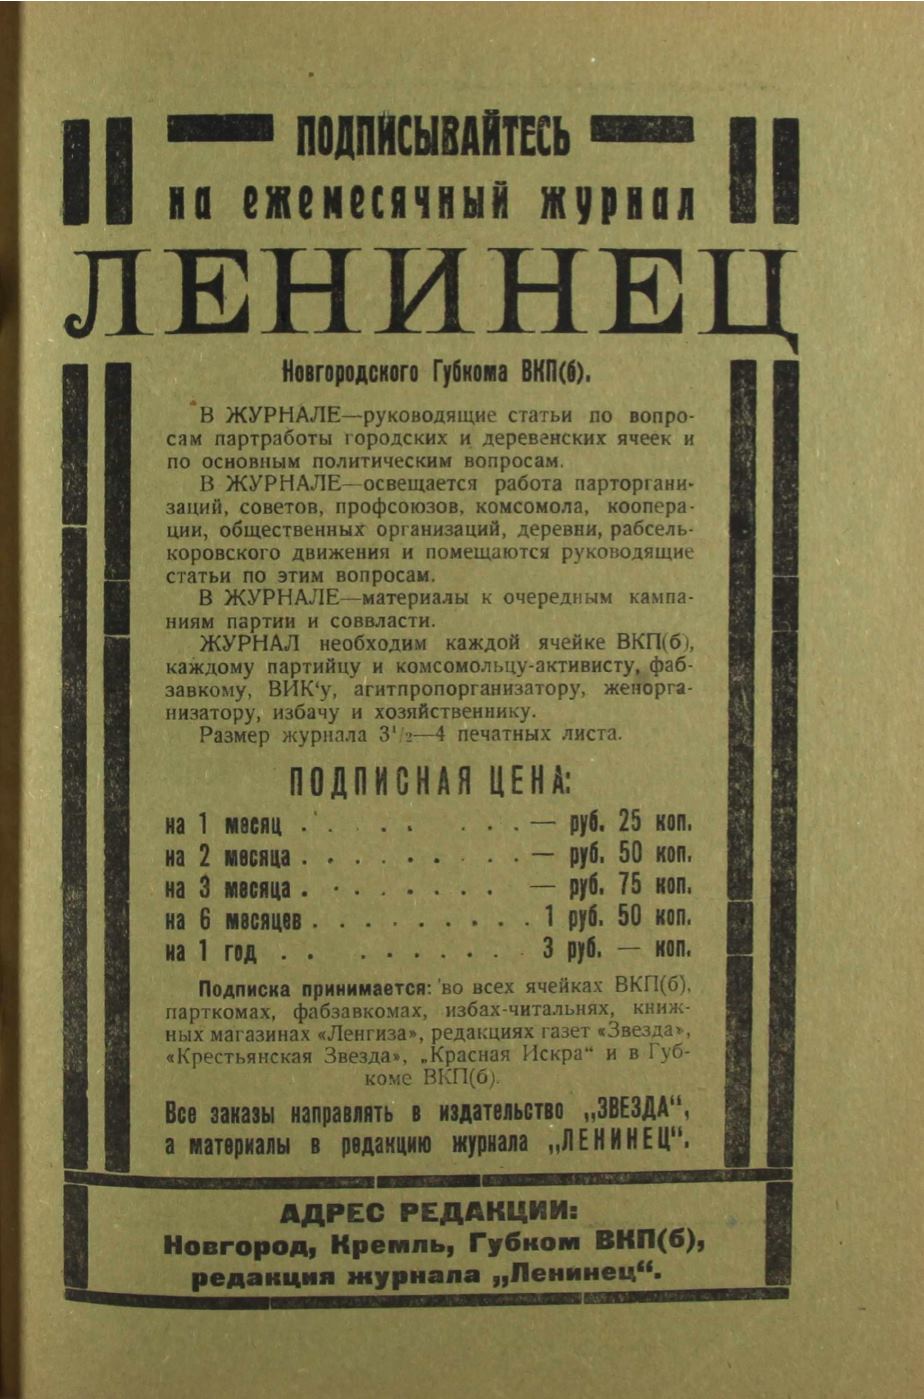 ПОДПИСЫВАЙТЕСЬ
на ежемесячный журнал
ЛЕНИНЕЦ
Новгородского Губкома ВКП(б).
В ЖУРНАЛЕ—руководящие статьи по вопро-
сам партработы городских и деревенских ячеек и
по основным политическим вопросам.
В ЖУРНАЛЕ—освещается работа парторгани-
заций, советов, профсоюзов, комсомола, коопера-
ции, общественных организаций, деревни, рабсель-
коровского движения и помещаются руководящие
статьи по этим вопросам.
В ЖУРНАЛЕ—материалы к очередным кампа-
ниям партии и соввласти.
ЖУРНАЛ необходим каждой ячейке ВКП(б),
каждому партийцу и комсомольцу-активисту, фаб-
завкому, ВИК‘у, агитпропорганизатору, женорга-
низатору, избачу и хозяйственнику.
Размер журнала 3¹/₂—4 печатных листа.
ПОДПИСНАЯ ЦЕНА:
на 1 месяц . . . . . . . . — руб. 25 коп.
на 2 месяца . . . . . . . . . . — руб. 50 коп.
на 3 месяца . . . . . . . . . — руб. 75 коп.
на 6 месяцев . . . . . . . . . . 1 руб. 50 коп.
на 1 год . . . . . . . . . 3 руб. — коп.
Подписка принимается: во всех ячейках ВКП(б),
парткомах, фабзавкомах, избах-читальнях, книж-
ных магазинах «Ленгиза», редакциях газет «Звезда»,
«Крестьянская Звезда», „Красная Искра“ и в Губ-
коме ВКП(б).
Все заказы направлять в издательство „ЗВЕЗДА“,
а материалы в редакцию журнала „ЛЕНИНЕЦ“.
АДРЕС РЕДАКЦИИ:
Новгород, Кремль, Губком ВКП(б),
редакция журнала „Ленинец“.